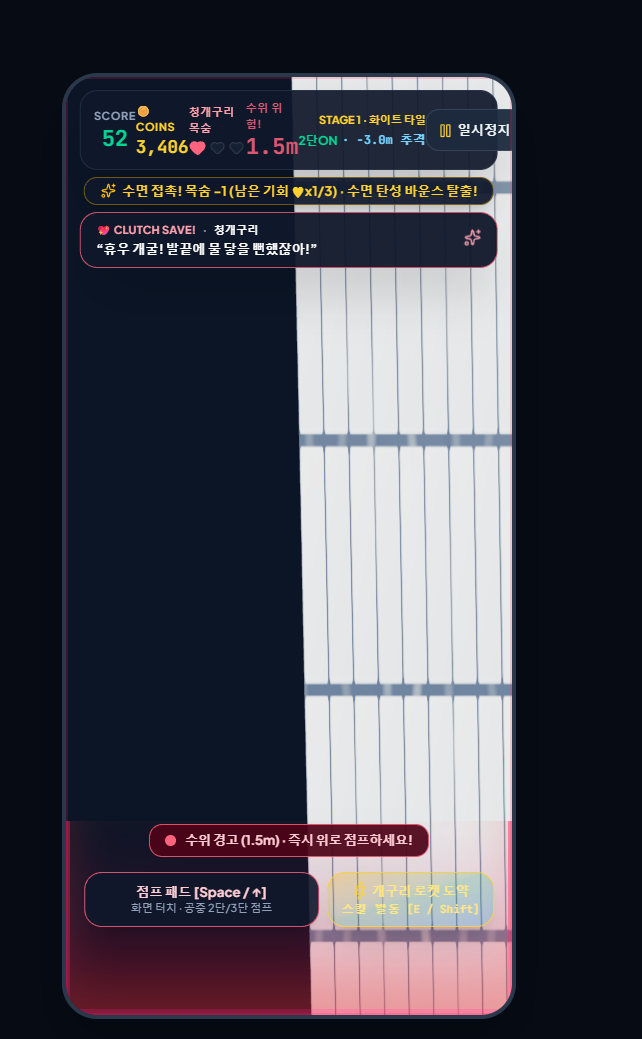 SCORE
52
COINS
3,406
청개구리
목숨
수위 위
험!
1.5m
STAGE 1 · 화이트 타일
2단ON · -3.0m 추격
일시정지
수면 접촉! 목숨 -1 (남은 기회 💛x1/3) · 수면 탄성 바운스 탈출!
💖 CLUTCH SAVE! · 청개구리
“휴우 개굴! 발끝에 물 닿을 뻔했잖아!”
수위 경고 (1.5m) · 즉시 위로 점프하세요!
점프 패드 [Space / ↑]
화면 터치 · 공중 2단/3단 점프
개구리 로켓 도약
스킬 발동 [E / Shift]